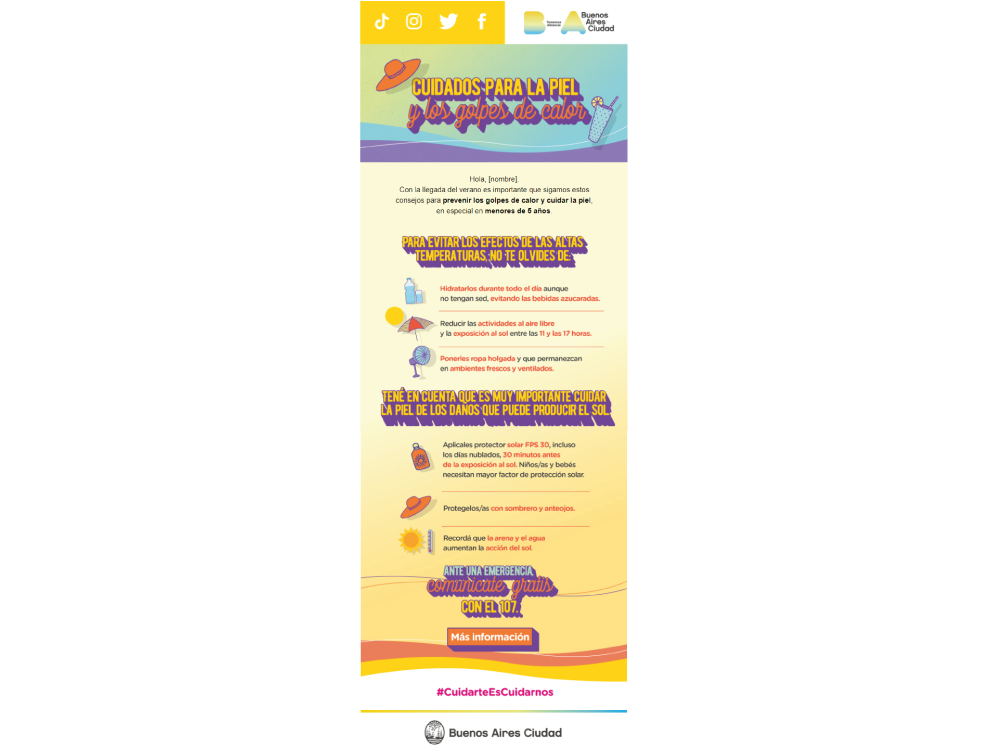 Buenos
Aires
Ciudad
CUIDADOS PARA LA PIEL
y los golpes de calor
Hola, [nombre].
Con la llegada del verano es importante que sigamos estos
consejos para prevenir los golpes de calor y cuidar la piel,
en especial en menores de 5 años.
PARA EVITAR LOS EFECTOS DE LAS ALTAS
TEMPERATURAS, NO TE OLVIDES DE:
Hidratarlos durante todo el día aunque
no tengan sed, evitando las bebidas azucaradas.
Reducir las actividades al aire libre
y la exposición al sol entre las 11 y las 17 horas.
Ponerles ropa holgada y que permanezcan
en ambientes frescos y ventilados.
TENÉ EN CUENTA QUE ES MUY IMPORTANTE CUIDAR
LA PIEL DE LOS DAÑOS QUE PUEDE PRODUCIR EL SOL.
Aplicales protector solar FPS 30, incluso
los días nublados, 30 minutos antes
de la exposición al sol. Niños/as y bebés
necesitan mayor factor de protección solar.
Protegelos/as con sombrero y anteojos.
Recordá que la arena y el agua
aumentan la acción del sol.
ANTE UNA EMERGENCIA
comunicate gratis
CON EL 107.
Más información
#CuidarteEsCuidarnos
Buenos Aires Ciudad